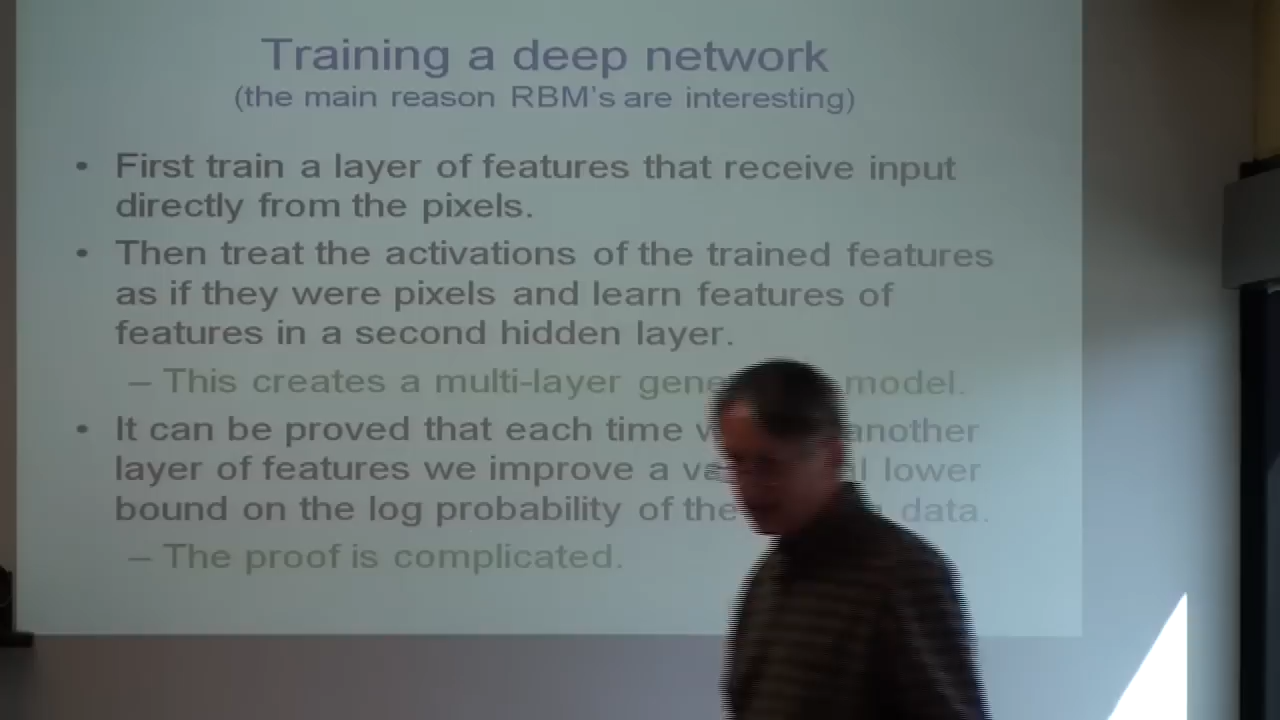 Training a deep network
(the main reason RBM's are interesting)
• First train a layer of features that receive input
directly from the pixels.
• Then treat the activations of the trained features
as if they were pixels and learn features of
features in a second hidden layer.
– This creates a multi-layer model.
• It can be proved that each time another
layer of features we improve a lower
bound on the log probability of the data.
– The proof is complicated.